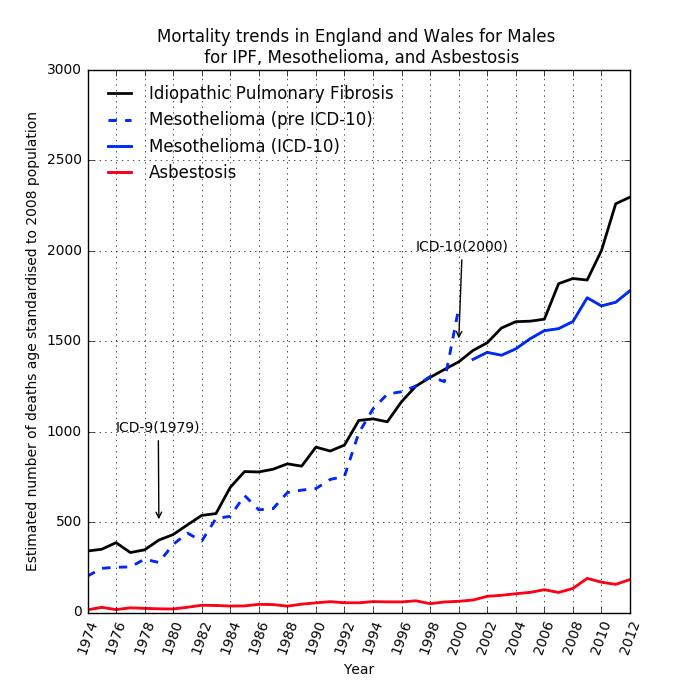 Mortality trends in England and Wales for Males
for IPF, Mesothelioma, and Asbestosis
3000
2500
2000
1500
1000
500
0
Estimated number of deaths age standardised to 2008 population
Idiopathic Pulmonary Fibrosis
Mesothelioma (pre ICD-10)
Mesothelioma (ICD-10)
Asbestosis
ICD-10(2000)
ICD-9(1979)
1974 1976 1978 1980 1982 1984 1986 1988 1990 1992 1994 1996 1998 2000 2002 2004 2006 2008 2010 2012
Year